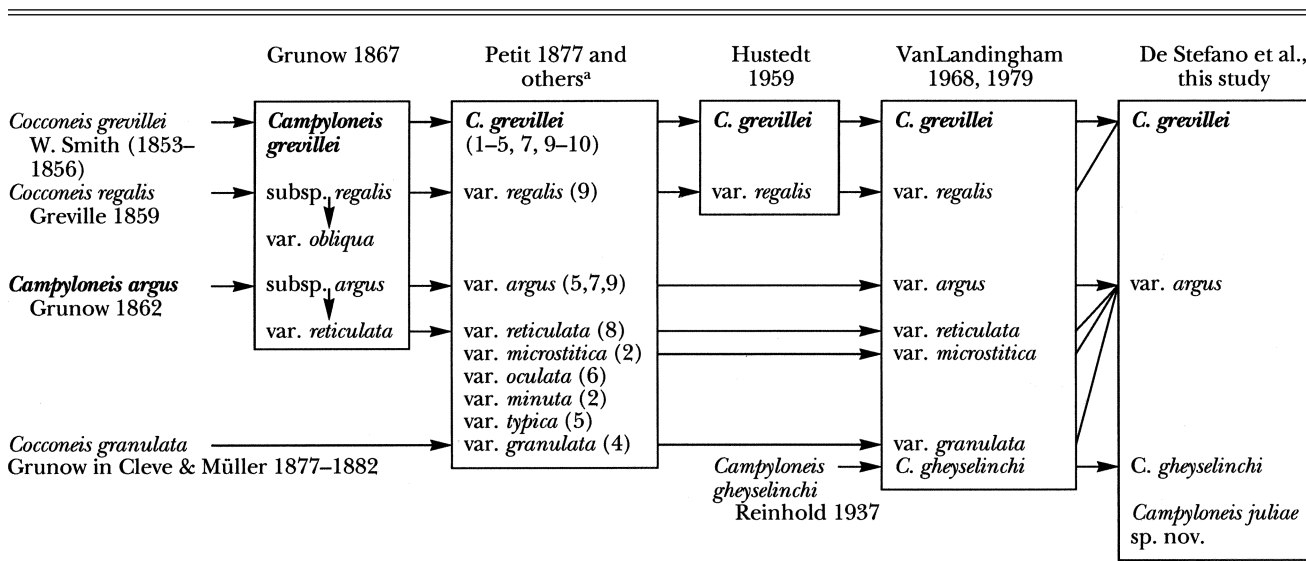 Grunow 1867
Petit 1877 and
othersᵃ
Hustedt
1959
VanLandingham
1968, 1979
De Stefano et al.,
this study
Cocconeis grevillei
W. Smith (1853–
1856)
Cocconeis regalis
Greville 1859
Campyloneis argus
Grunow 1862
Cocconeis granulata
Grunow in Cleve & Müller 1877–1882
Campyloneis
grevillei
subsp. regalis
var. obliqua
subsp. argus
var. reticulata
C. grevillei
(1–5, 7, 9–10)
var. regalis (9)
var. argus (5,7,9)
var. reticulata (8)
var. microstitica (2)
var. oculata (6)
var. minuta (2)
var. typica (5)
var. granulata (4)
C. grevillei
var. regalis
Campyloneis
gheyselinchi
Reinhold 1937
C. grevillei
var. regalis
var. argus
var. reticulata
var. microstitica
var. granulata
C. gheyselinchi
C. grevillei
var. argus
C. gheyselinchi
Campyloneis juliae
sp. nov.